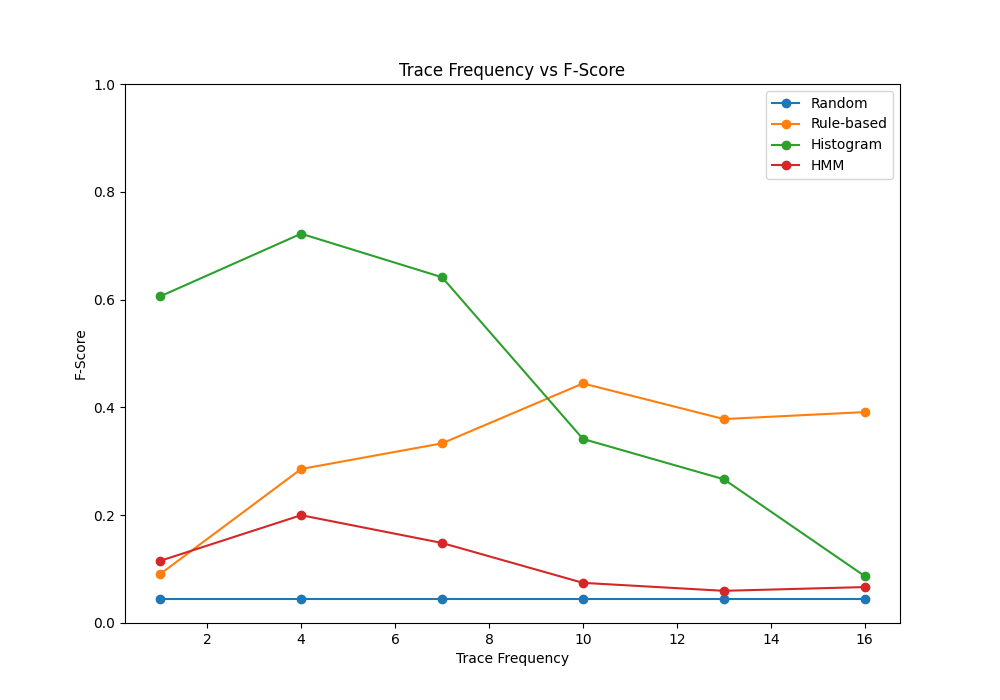 Trace Frequency vs F-Score
1.0
0.8
0.6
0.4
0.2
0.0
F-Score
2 4 6 8 10 12 14 16
Trace Frequency
Random
Rule-based
Histogram
HMM